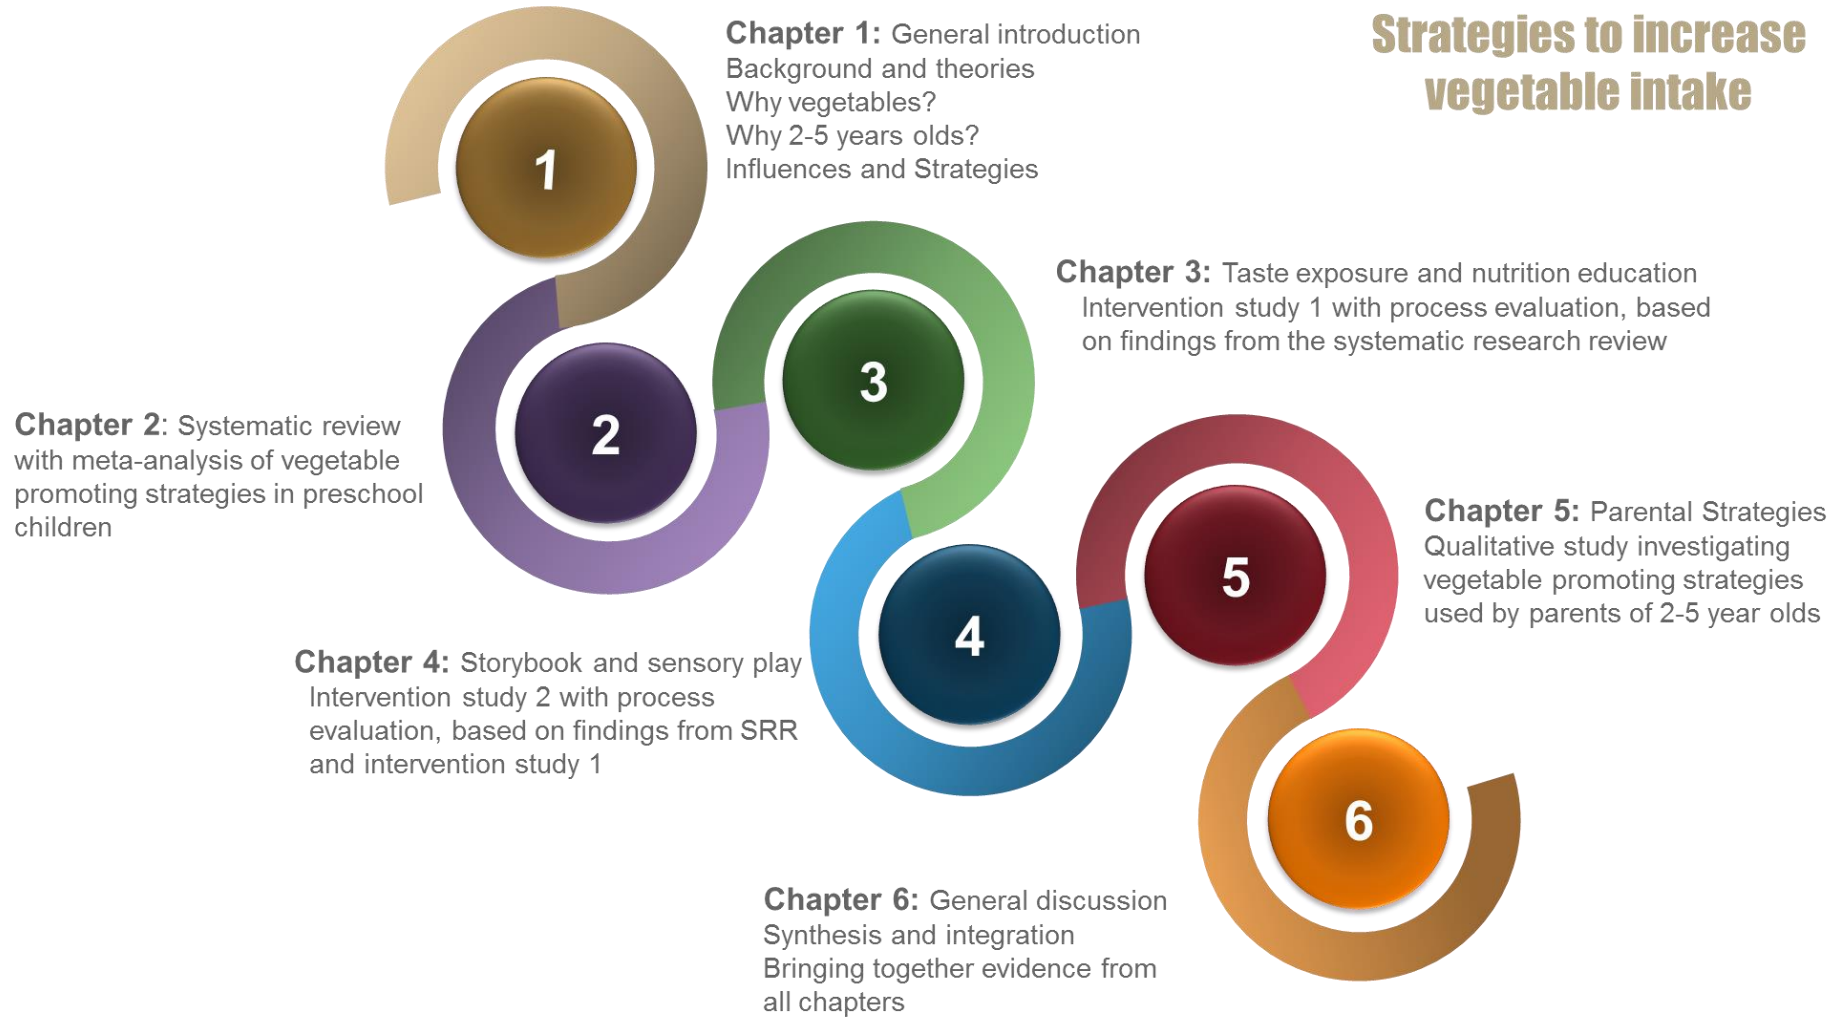 Strategies to increase
vegetable intake
1
Chapter 1: General introduction
Background and theories
Why vegetables?
Why 2-5 years olds?
Influences and Strategies
2
Chapter 2: Systematic review
with meta-analysis of vegetable
promoting strategies in preschool
children
3
Chapter 3: Taste exposure and nutrition education
Intervention study 1 with process evaluation, based
on findings from the systematic research review
4
Chapter 4: Storybook and sensory play
Intervention study 2 with process
evaluation, based on findings from SRR
and intervention study 1
5
Chapter 5: Parental Strategies
Qualitative study investigating
vegetable promoting strategies
used by parents of 2-5 year olds
6
Chapter 6: General discussion
Synthesis and integration
Bringing together evidence from
all chapters